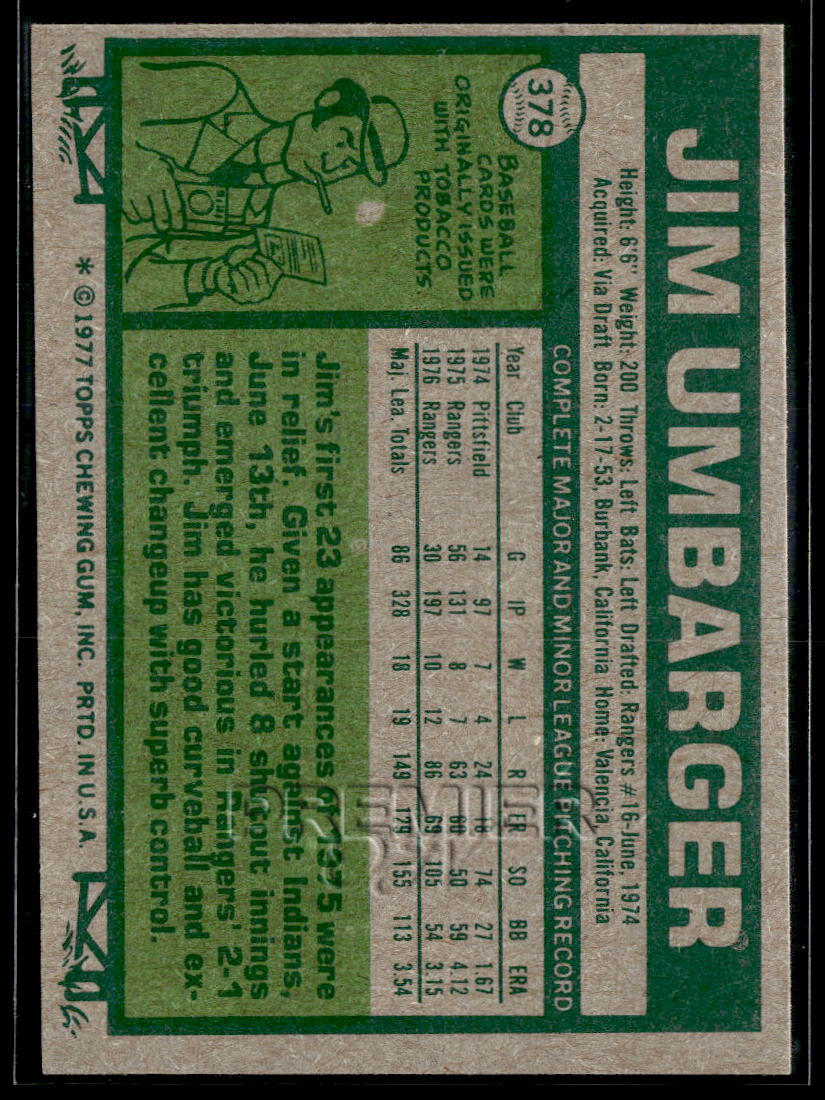 378
JIM UMBARGER
Height: 6'6" Weight: 200 Throws: Left Bats: Left Drafted: Rangers #16-June, 1974
Acquired: Via Draft Born: 2-17-53, Burbank, California Home: Valencia, California
COMPLETE MAJOR AND MINOR LEAGUE PITCHING RECORD
Year Club G IP W L R ER SO BB ERA
1974 Pittsfield 14 97 7 4 24 18 74 27 1.67
1975 Rangers 56 131 8 7 63 60 50 59 4.12
1976 Rangers 30 197 10 12 86 69 105 54 3.15
Maj. Lea. Totals 86 328 18 19 149 129 155 113 3.54
BASEBALL
CARDS WERE
ORIGINALLY ISSUED
WITH TOBACCO
PRODUCTS.
Jim's first 23 appearances of 1975 were
in relief. Given a start against Indians,
June 13th, he hurled 8 shutout innings
and emerged victorious in Rangers' 2-1
triumph. Jim has good curveball and ex-
cellent changeup with superb control.
* © 1977 TOPPS CHEWING GUM, INC. PRTD. IN U.S.A.
PREMIER